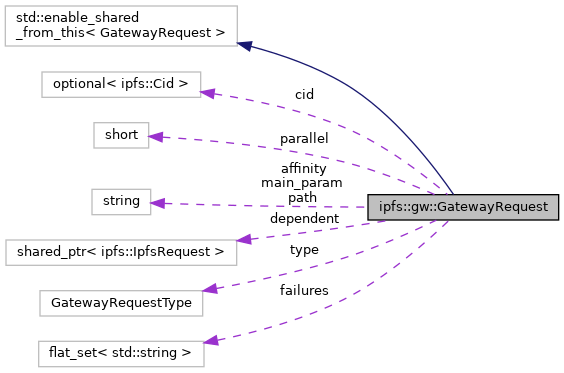 std::enable_shared
_from_this< GatewayRequest >
optional< ipfs::Cid >
cid
short
parallel
affinity
main_param
path
string
ipfs::gw::GatewayRequest
dependent
shared_ptr< ipfs::IpfsRequest >
type
GatewayRequestType
failures
flat_set< std::string >